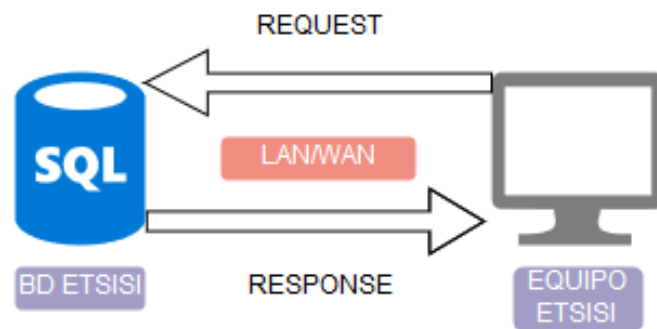 REQUEST
SQL
LAN/WAN
BD ETSISI
RESPONSE
EQUIPO
ETSISI